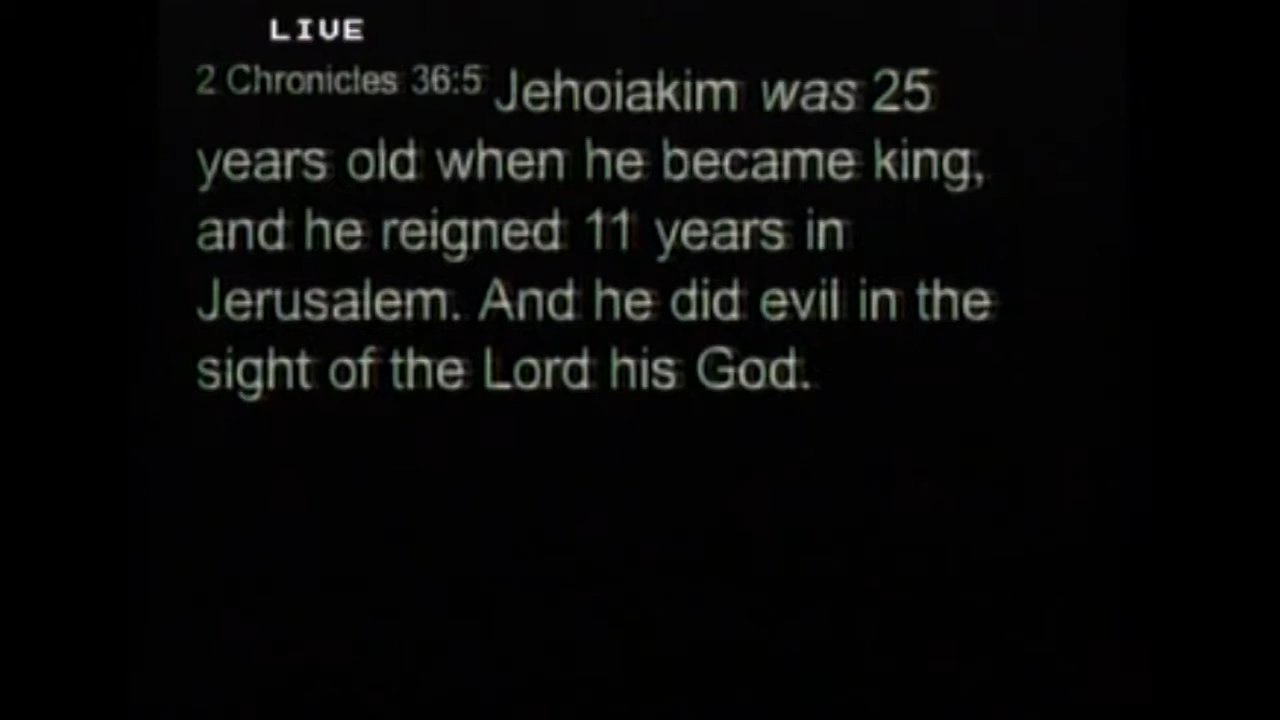 LIVE
2 Chronicles 36:5 Jehoiakim was 25
years old when he became king,
and he reigned 11 years in
Jerusalem. And he did evil in the
sight of the Lord his God.